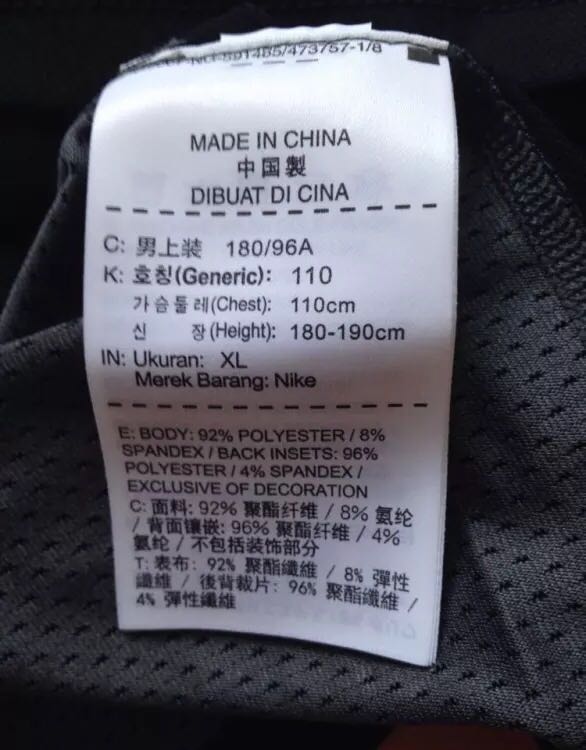 591485/473757-1/8
MADE IN CHINA
中国製
DIBUAT DI CINA
C: 男上装 180/96A
K: 호칭(Generic): 110
가슴둘레(Chest): 110cm
신 장(Height): 180-190cm
IN: Ukuran: XL
Merek Barang: Nike
E: BODY: 92% POLYESTER / 8%
SPANDEX / BACK INSETS: 96%
POLYESTER / 4% SPANDEX /
EXCLUSIVE OF DECORATION
C: 面料: 92% 聚酯纤维 / 8% 氨纶
/ 背面镶嵌: 96% 聚酯纤维 / 4%
氨纶 / 不包括装饰部分
T: 表布: 92% 聚酯纖維 / 8% 彈性
纖維 / 後背裁片: 96% 聚酯纖維 /
4% 彈性纖維